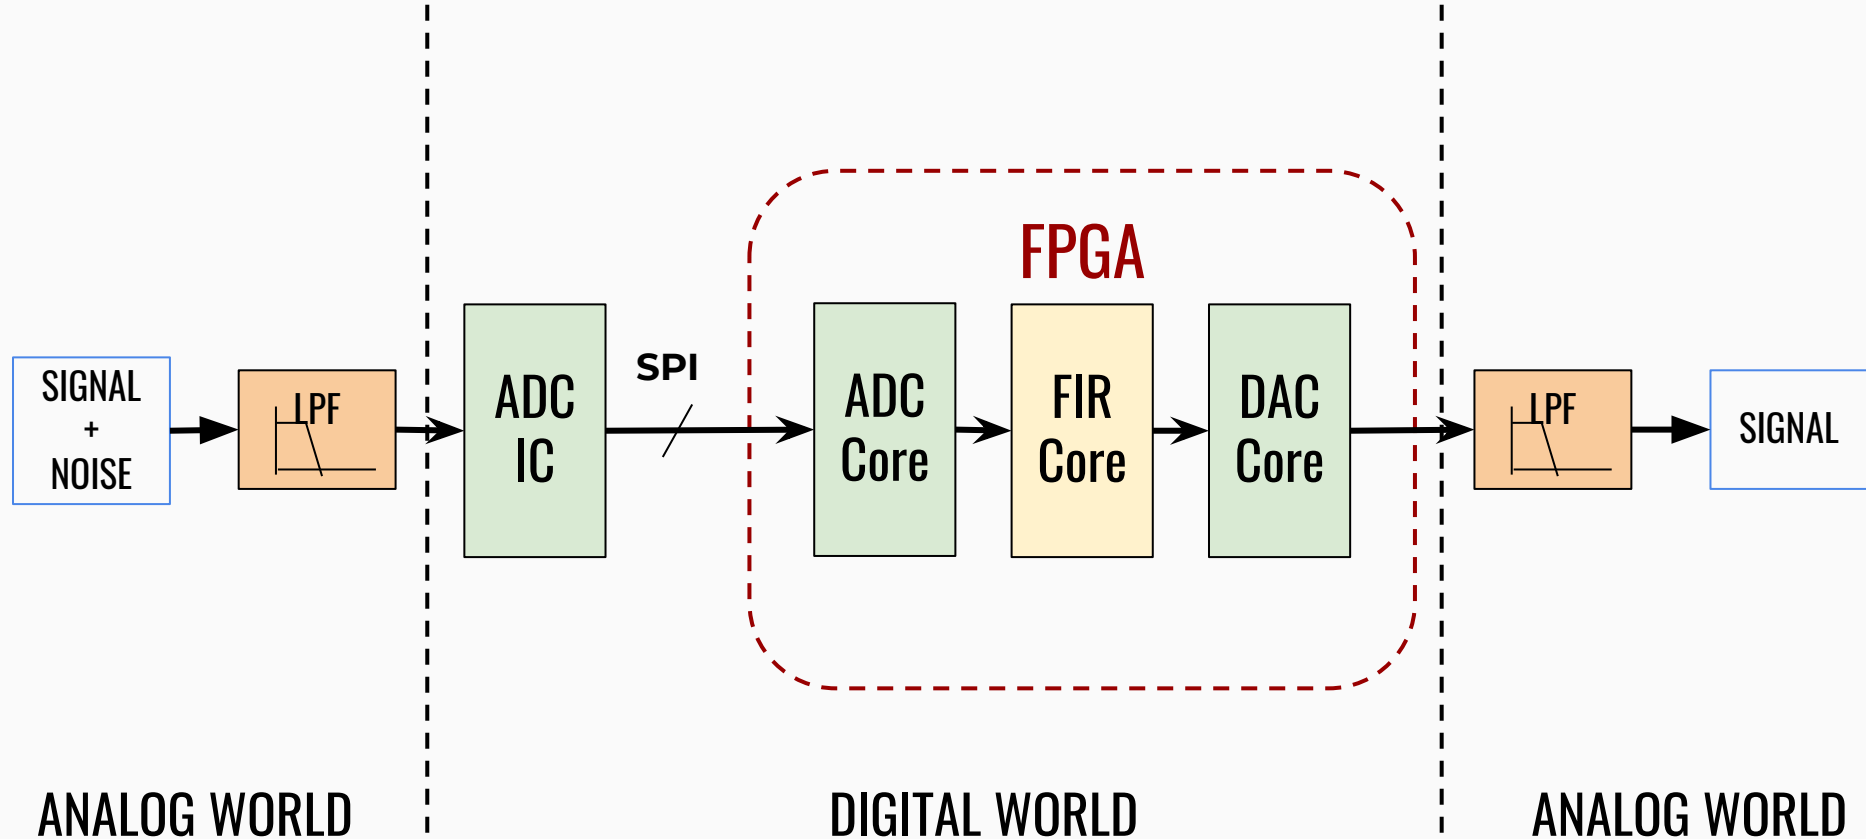 FPGA
SIGNAL
+
NOISE
LPF
ADC
IC
SPI
ADC
Core
FIR
Core
DAC
Core
LPF
SIGNAL
ANALOG WORLD
DIGITAL WORLD
ANALOG WORLD